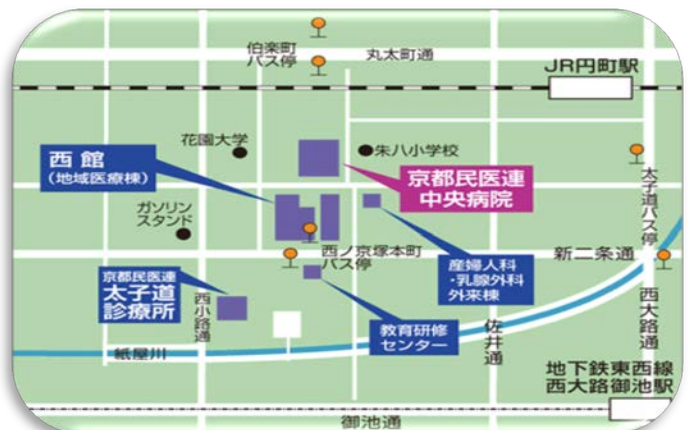 伯楽町
バス停
丸太町通
JR円町駅
花園大学
朱八小学校
西館
(地域医療棟)
京都民医連
中央病院
太子道バス停
ガソリン
スタンド
西ノ京塚本町
バス停
新二条通
産婦人科
・乳腺外科
外来棟
京都民医連
太子道
診療所
西小路通
教育研修
センター
佐井通
西大路通
紙屋川
地下鉄東西線
西大路御池駅
御池通